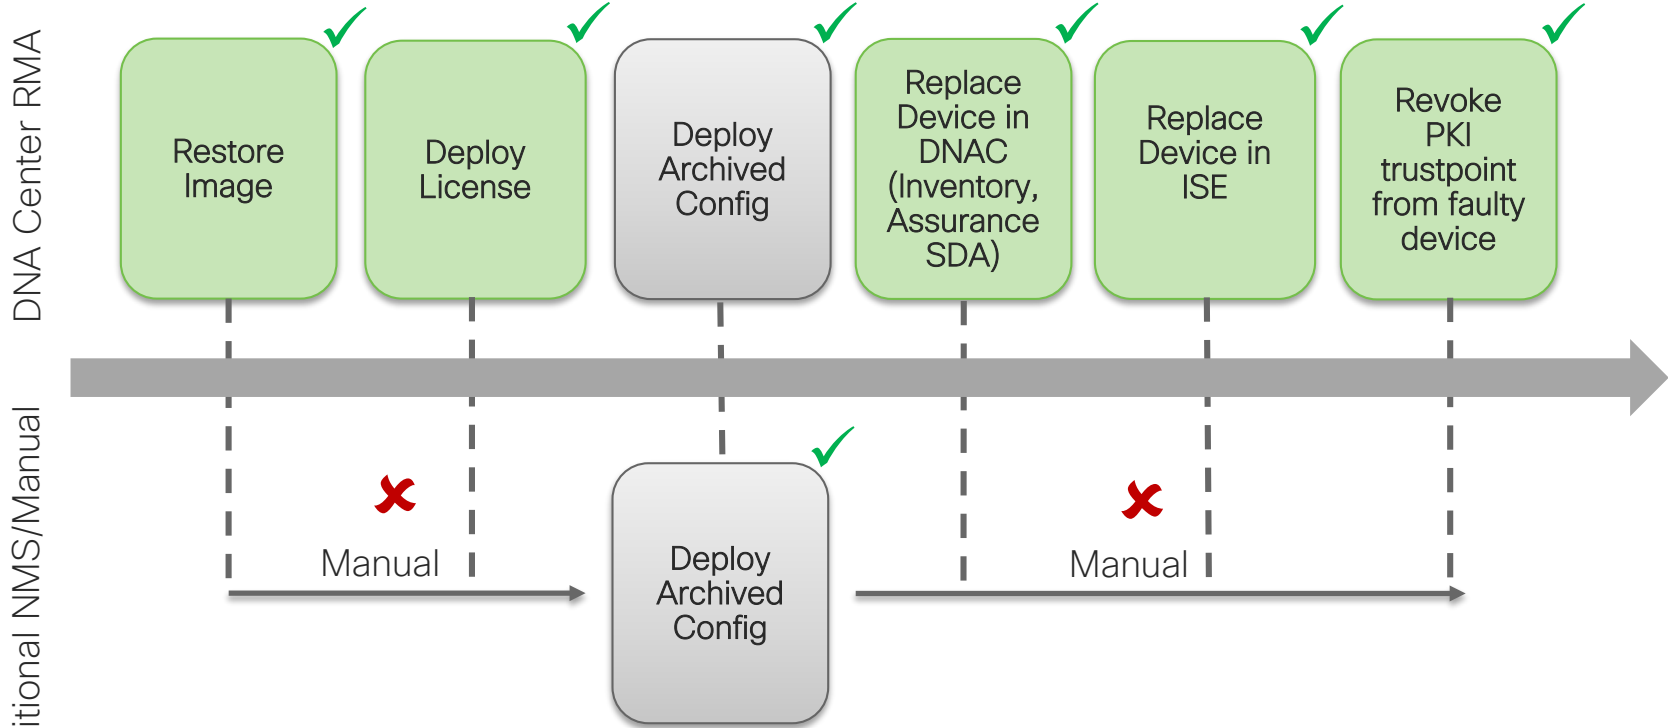 DNA Center RMA
Restore
Image
Deploy
License
Deploy
Archived
Config
Replace
Device in
DNAC
(Inventory,
Assurance
SDA)
Replace
Device in
ISE
Revoke
PKI
trustpoint
from faulty
device
itional NMS/Manual
Manual
Deploy
Archived
Config
Manual